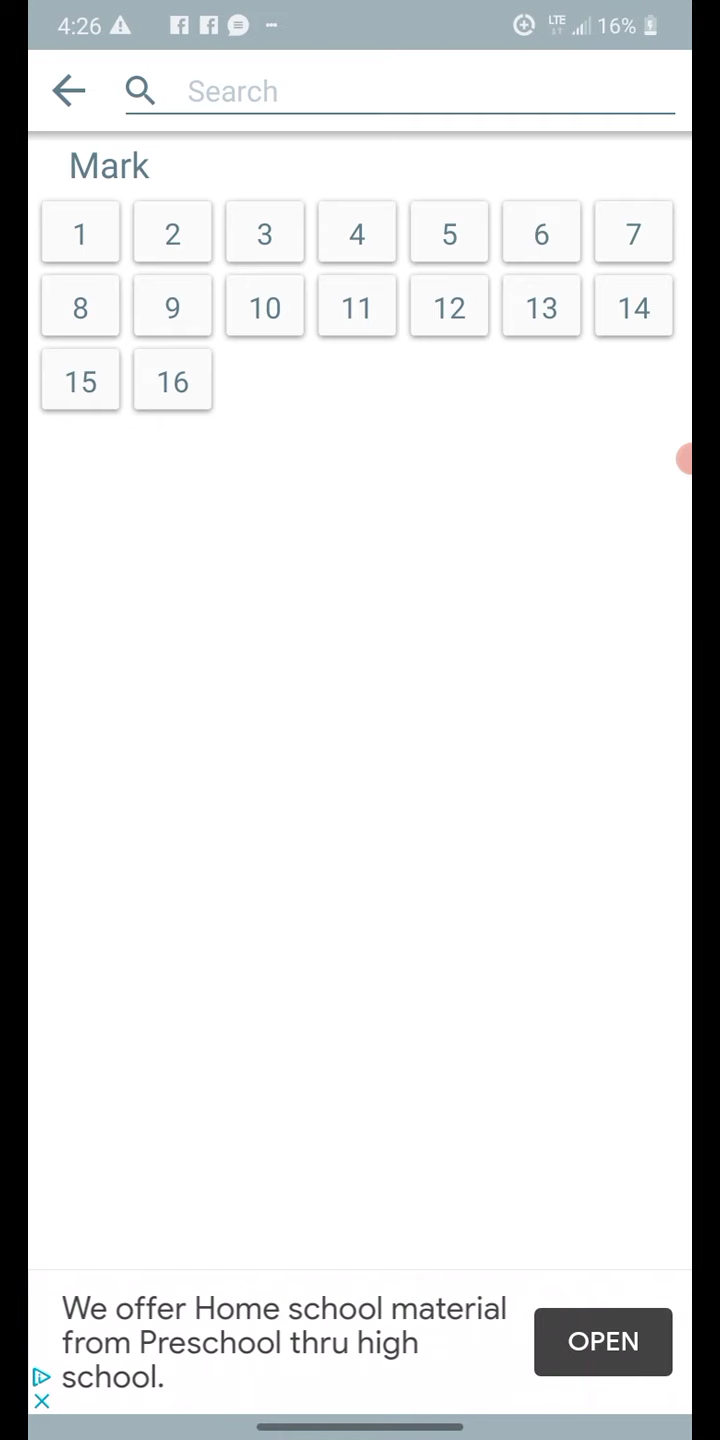 4:26 LTE 16%
Search
Mark
1 2 3 4 5 6 7
8 9 10 11 12 13 14
15 16
We offer Home school material
from Preschool thru high
school.
OPEN